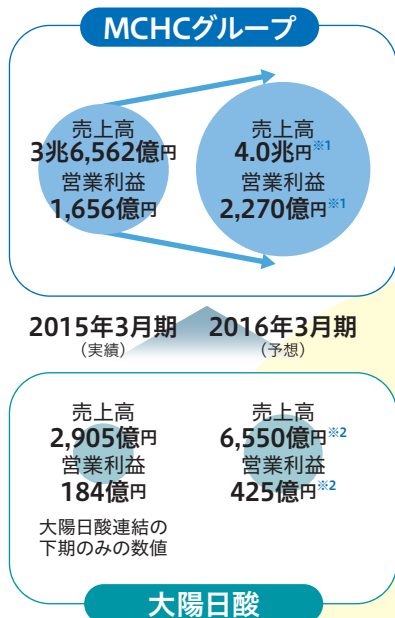 MCHCグループ
売上高
3兆6,562億円
営業利益
1,656億円
売上高
4.0兆円※1
営業利益
2,270億円※1
2015年3月期
（実績）
2016年3月期
（予想）
売上高
2,905億円
営業利益
184億円
大陽日酸連結の
下期のみの数値
売上高
6,550億円※2
営業利益
425億円※2
大陽日酸